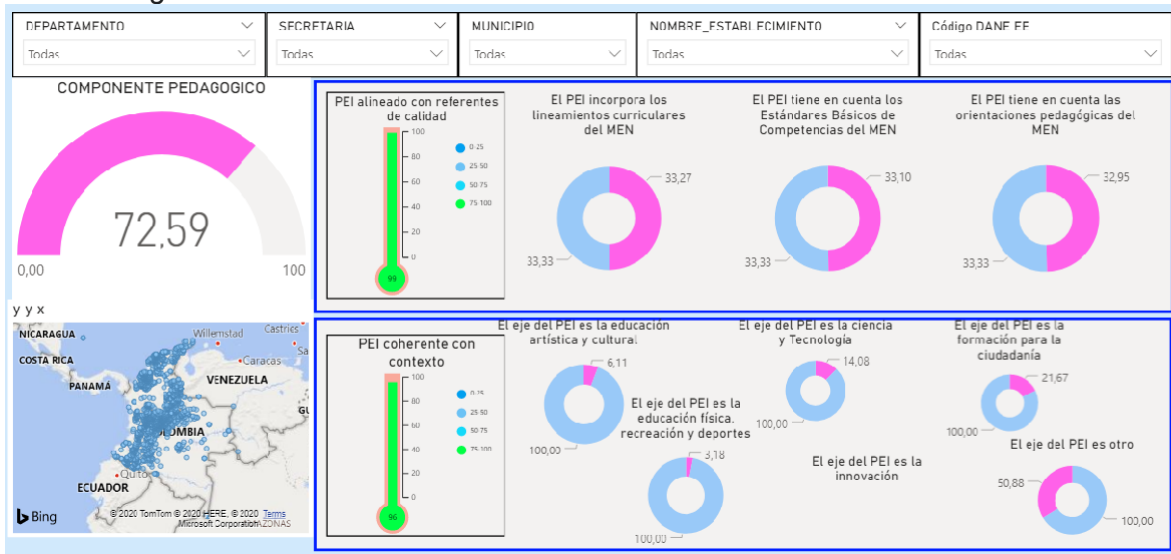 DEPARTAMENTO
Todas
SECRETARIA
Todas
MUNICIPIO
Todas
NOMBRE_ESTABLECIMIENTO
Todas
Código DANE EE
Todas
COMPONENTE PEDAGOGICO
72,59
0,00
100
PEI alineado con referentes
de calidad
100
80
60
40
20
0
0-25
25-50
50-75
75-100
99
El PEI incorpora los
lineamientos curriculares
del MEN
33,27
33,33
El PEI tiene en cuenta los
Estándares Básicos de
Competencias del MEN
33,10
33,33
El PEI tiene en cuenta las
orientaciones pedagógicas del
MEN
32,95
33,33
y y x
NICARAGUA
COSTA RICA
PANAMÁ
Willemstad
Castries
Caracas
VENEZUELA
OMBIA
Quito
ECUADOR
Bing
© 2020 TomTom © 2020 HERE, © 2020 Terms
Microsoft Corporation
AZONAS
PEI coherente con
contexto
100
80
60
40
20
0
0-25
25-50
50-75
75-100
96
El eje del PEI es la educación
artística y cultural
6,11
100,00
El eje del PEI es la
educación física,
recreación y deportes
3,18
100,00
El eje del PEI es la ciencia
y Tecnología
14,08
100,00
El eje del PEI es la
innovación
El eje del PEI es la
formación para la
ciudadanía
21,67
100,00
El eje del PEI es otro
50,88
100,00